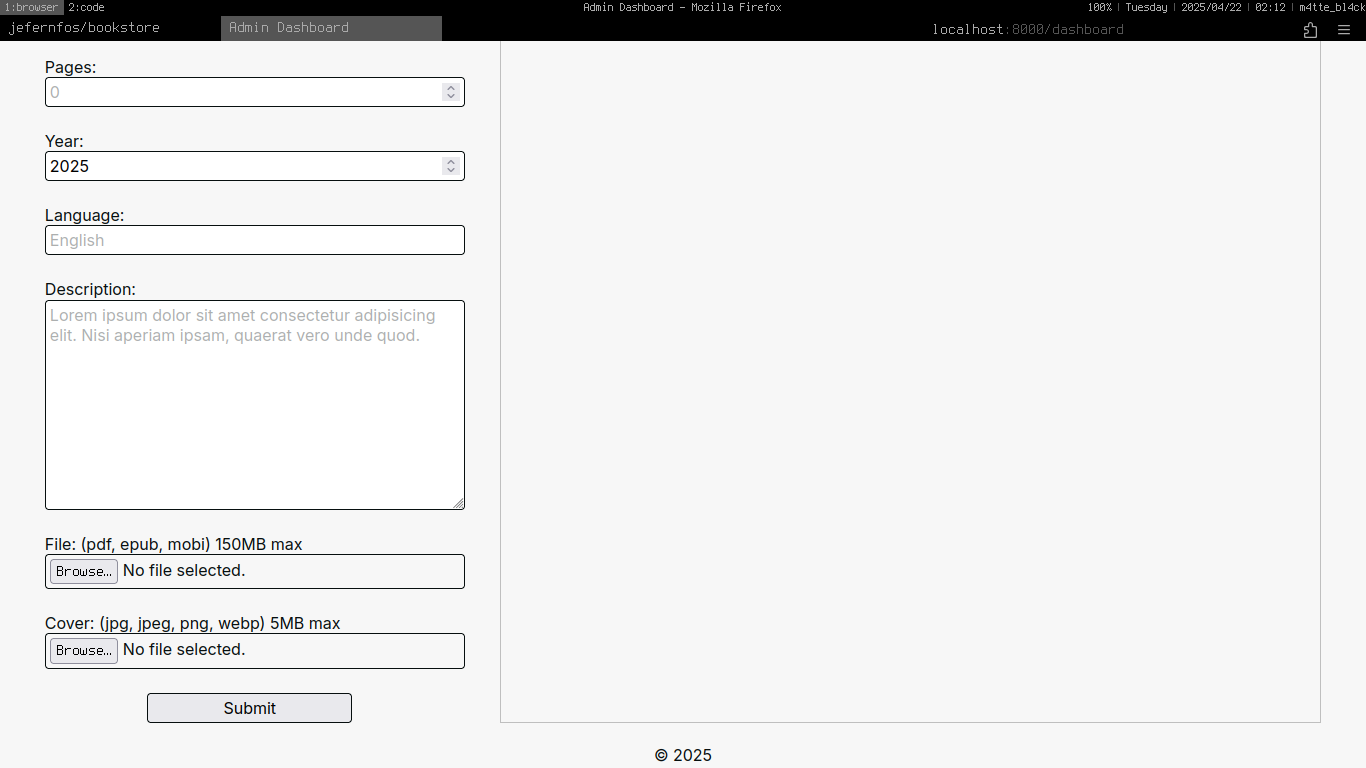 1:browser 2:code Admin Dashboard - Mozilla Firefox 100% | Tuesday | 2025/04/22 | 02:12 | m4tte_bl4ck
jefernfos/bookstore Admin Dashboard localhost:8000/dashboard
Pages:
0
Year:
2025
Language:
English
Description:
Lorem ipsum dolor sit amet consectetur adipisicing
elit. Nisi aperiam ipsam, quaerat vero unde quod.
File: (pdf, epub, mobi) 150MB max
Browse… No file selected.
Cover: (jpg, jpeg, png, webp) 5MB max
Browse… No file selected.
Submit
© 2025